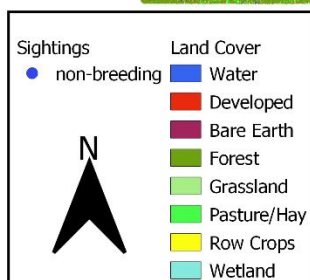 Sightings
non-breeding
N
Land Cover
Water
Developed
Bare Earth
Forest
Grassland
Pasture/Hay
Row Crops
Wetland